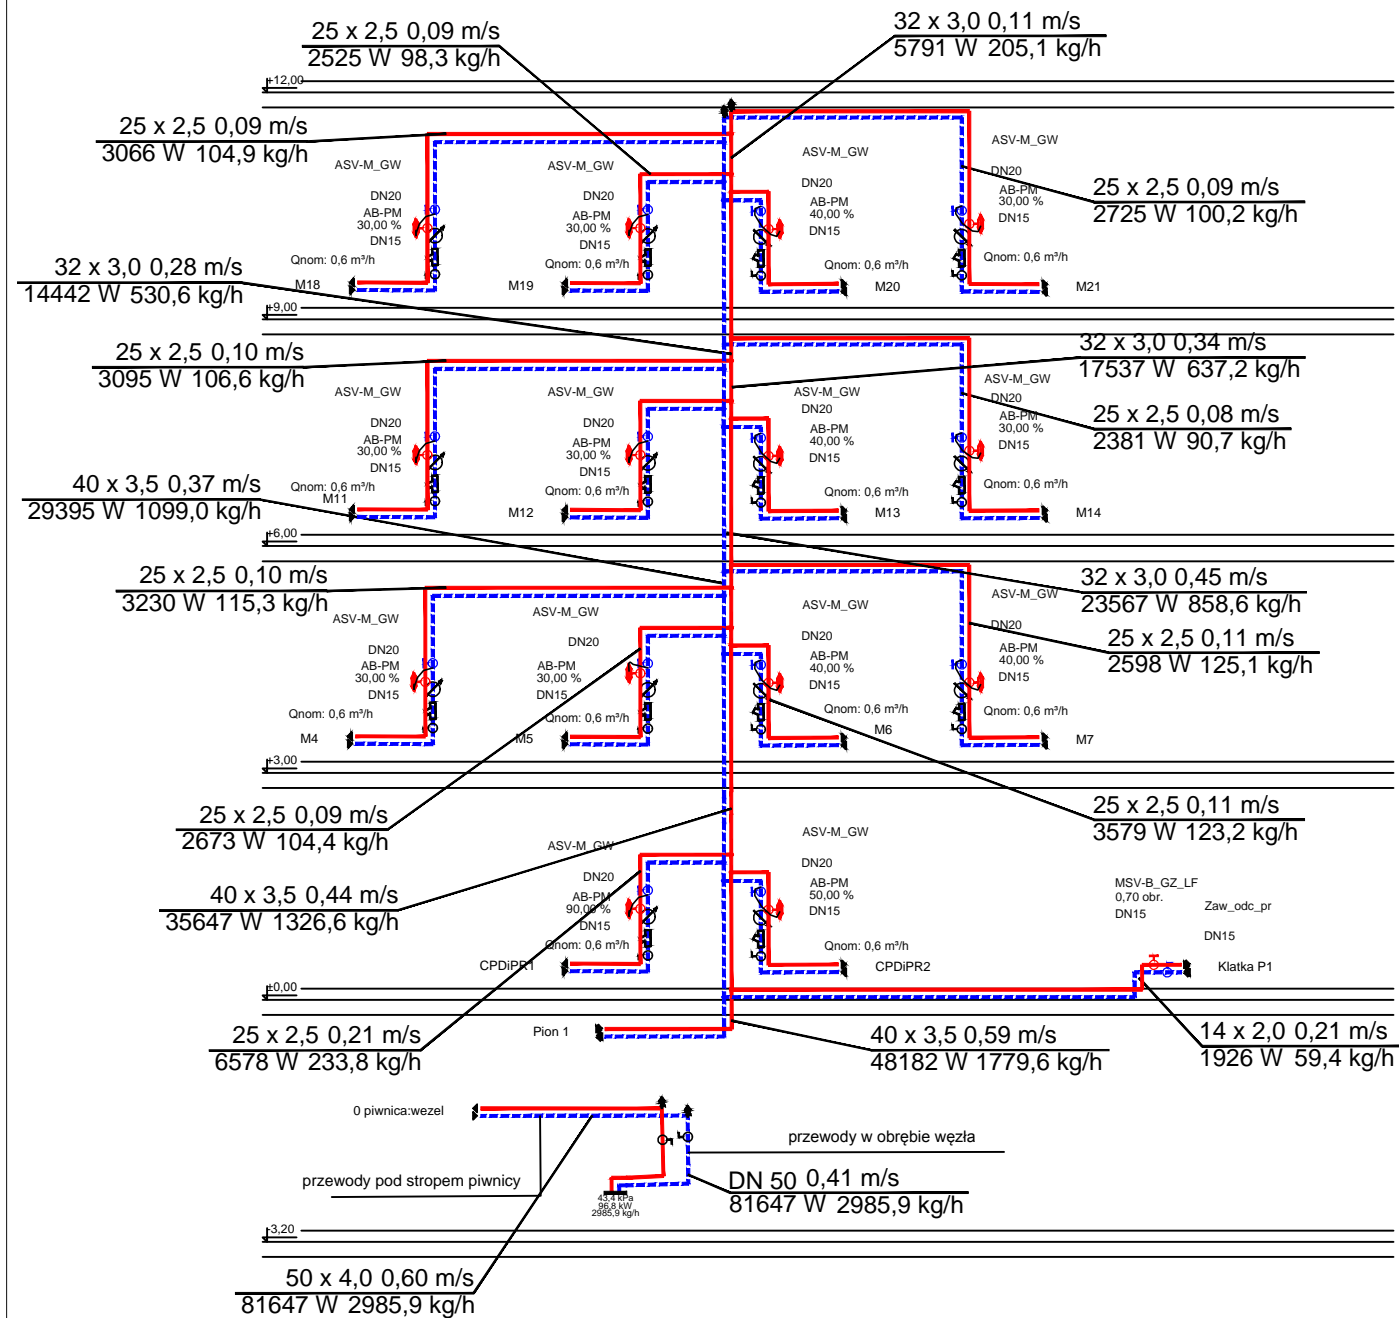 25 x 2,5 0,09 m/s
2525 W 98,3 kg/h
32 x 3,0 0,11 m/s
5791 W 205,1 kg/h
+12,00
25 x 2,5 0,09 m/s
3066 W 104,9 kg/h
ASV-M_GW
DN20
AB-PM
30,00 %
DN15
M18
ASV-M_GW
DN20
AB-PM
30,00 %
DN15
Qnom: 0,6 m³/h
M19
ASV-M_GW
DN20
AB-PM
40,00 %
DN15
Qnom: 0,6 m³/h
M20
ASV-M_GW
DN20
AB-PM
30,00 %
DN15
Qnom: 0,6 m³/h
M21
25 x 2,5 0,09 m/s
2725 W 100,2 kg/h
32 x 3,0 0,28 m/s
14442 W 530,6 kg/h
+9,00
25 x 2,5 0,10 m/s
3095 W 106,6 kg/h
32 x 3,0 0,34 m/s
17537 W 637,2 kg/h
ASV-M_GW
DN20
AB-PM
30,00 %
DN15
Qnom: 0,6 m³/h
M11
ASV-M_GW
DN20
AB-PM
30,00 %
DN15
Qnom: 0,6 m³/h
M12
ASV-M_GW
DN20
AB-PM
40,00 %
DN15
Qnom: 0,6 m³/h
M13
ASV-M_GW
DN20
AB-PM
30,00 %
DN15
Qnom: 0,6 m³/h
M14
25 x 2,5 0,08 m/s
2381 W 90,7 kg/h
40 x 3,5 0,37 m/s
29395 W 1099,0 kg/h
+6,00
25 x 2,5 0,10 m/s
3230 W 115,3 kg/h
32 x 3,0 0,45 m/s
23567 W 858,6 kg/h
ASV-M_GW
DN20
AB-PM
30,00 %
DN15
Qnom: 0,6 m³/h
M4
ASV-M_GW
DN20
AB-PM
30,00 %
DN15
Qnom: 0,6 m³/h
M5
ASV-M_GW
DN20
AB-PM
40,00 %
DN15
Qnom: 0,6 m³/h
M6
ASV-M_GW
DN20
AB-PM
40,00 %
DN15
Qnom: 0,6 m³/h
M7
25 x 2,5 0,11 m/s
2598 W 125,1 kg/h
+3,00
25 x 2,5 0,09 m/s
2673 W 104,4 kg/h
25 x 2,5 0,11 m/s
3579 W 123,2 kg/h
40 x 3,5 0,44 m/s
35647 W 1326,6 kg/h
ASV-M_GW
DN20
AB-PM
90,00 %
DN15
Qnom: 0,6 m³/h
CPDiPR1
ASV-M_GW
DN20
AB-PM
50,00 %
DN15
Qnom: 0,6 m³/h
CPDiPR2
MSV-B_GZ_LF
0,70 obr.
DN15
Zaw_odc_pr
DN15
Klatka P1
+0,00
Pion 1
25 x 2,5 0,21 m/s
6578 W 233,8 kg/h
40 x 3,5 0,59 m/s
48182 W 1779,6 kg/h
14 x 2,0 0,21 m/s
1926 W 59,4 kg/h
0 piwnica:wezel
przewody w obrębie węzła
przewody pod stropem piwnicy
43,4 kPa
96,8 kW
2985,9 kg/h
DN 50 0,41 m/s
81647 W 2985,9 kg/h
-3,20
50 x 4,0 0,60 m/s
81647 W 2985,9 kg/h